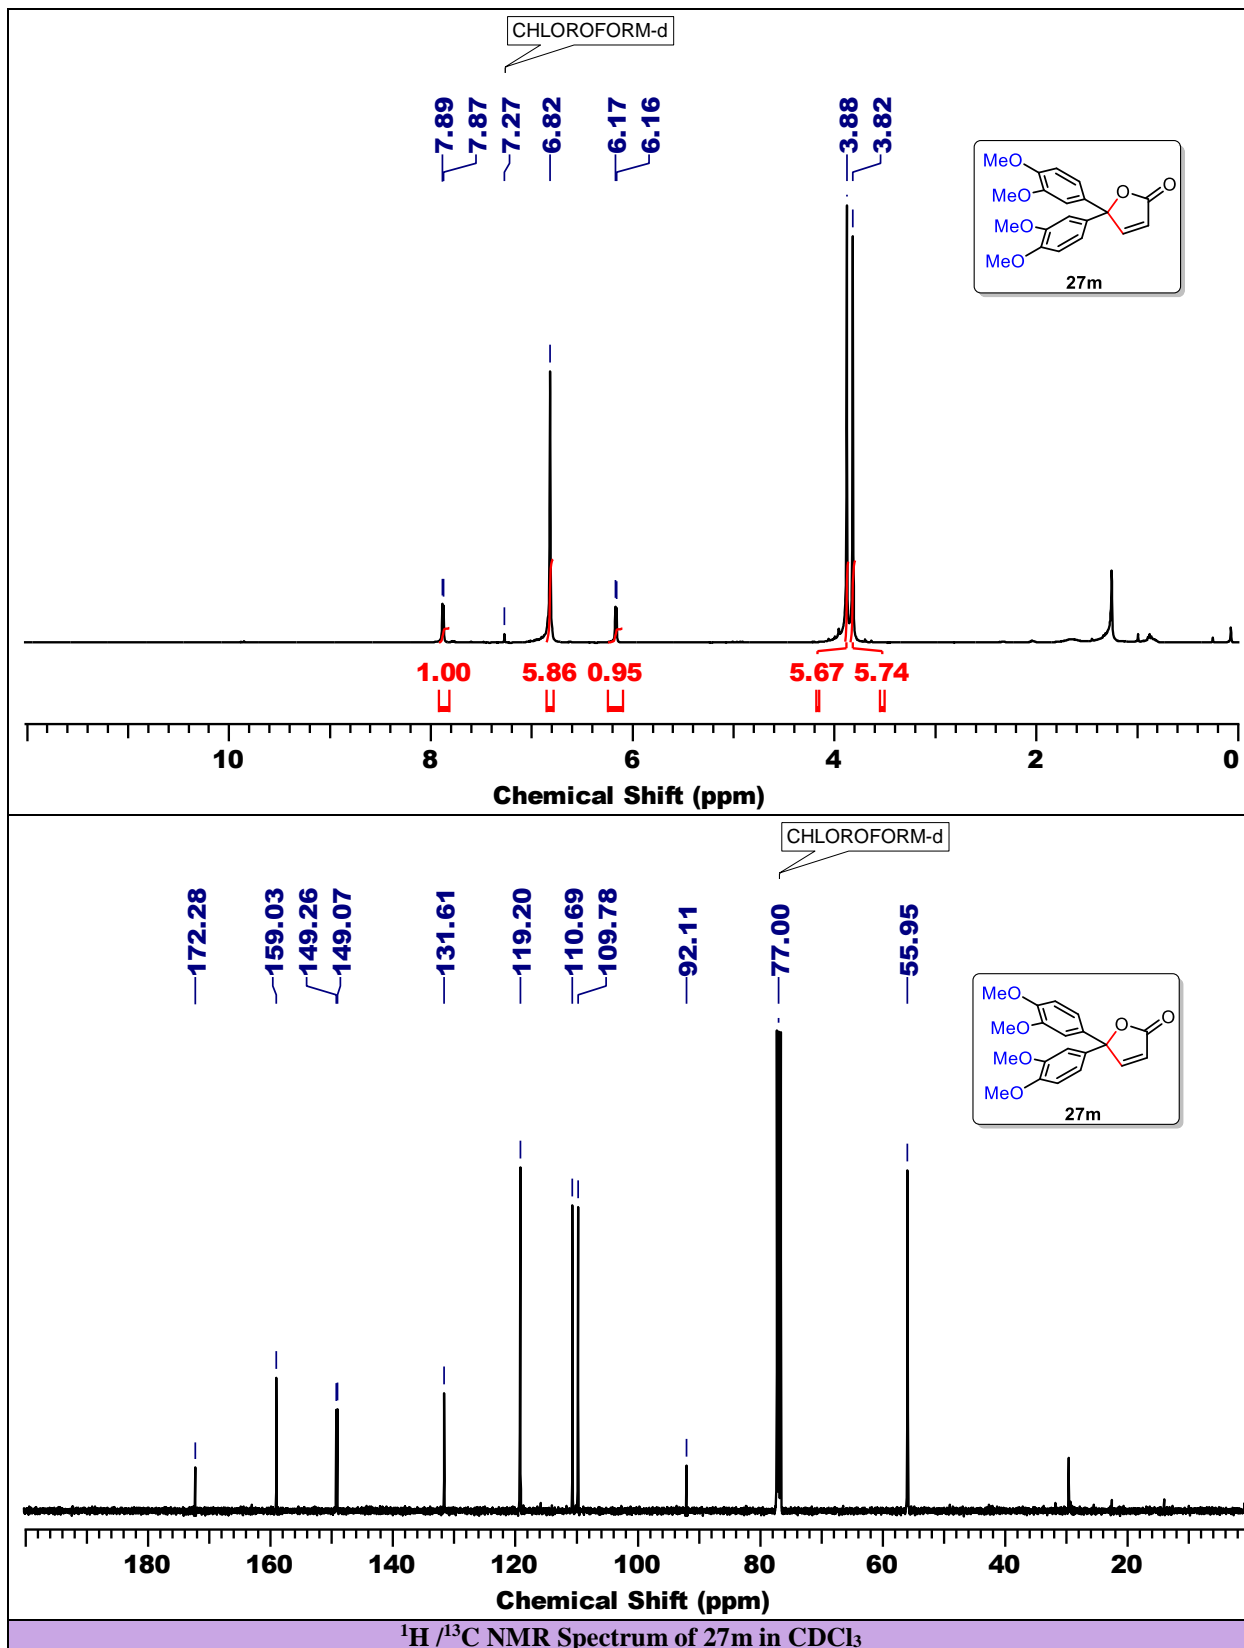 CHLOROFORM-d
7.89
7.87
7.27
6.82
6.17
6.16
3.88
3.82
MeO
MeO
MeO
MeO
O
O
27m
1.00
5.86
0.95
5.67
5.74
10
8
6
4
2
0
Chemical Shift (ppm)
CHLOROFORM-d
172.28
159.03
149.26
149.07
131.61
119.20
110.69
109.78
92.11
77.00
55.95
MeO
MeO
MeO
MeO
O
O
27m
180
160
140
120
100
80
60
40
20
Chemical Shift (ppm)
¹H /¹³C NMR Spectrum of 27m in CDCl₃